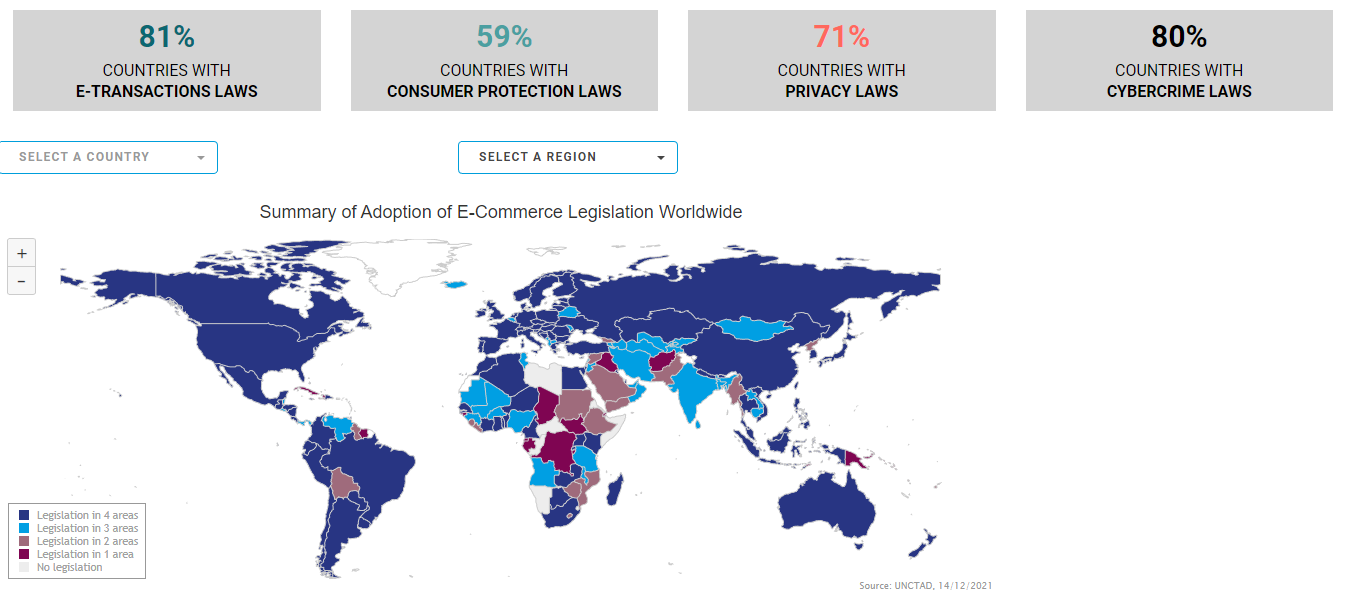 81%
COUNTRIES WITH
E-TRANSACTIONS LAWS
59%
COUNTRIES WITH
CONSUMER PROTECTION LAWS
71%
COUNTRIES WITH
PRIVACY LAWS
80%
COUNTRIES WITH
CYBERCRIME LAWS
SELECT A COUNTRY
SELECT A REGION
Summary of Adoption of E-Commerce Legislation Worldwide
+
−
Legislation in 4 areas
Legislation in 3 areas
Legislation in 2 areas
Legislation in 1 area
No legislation
Source: UNCTAD, 14/12/2021